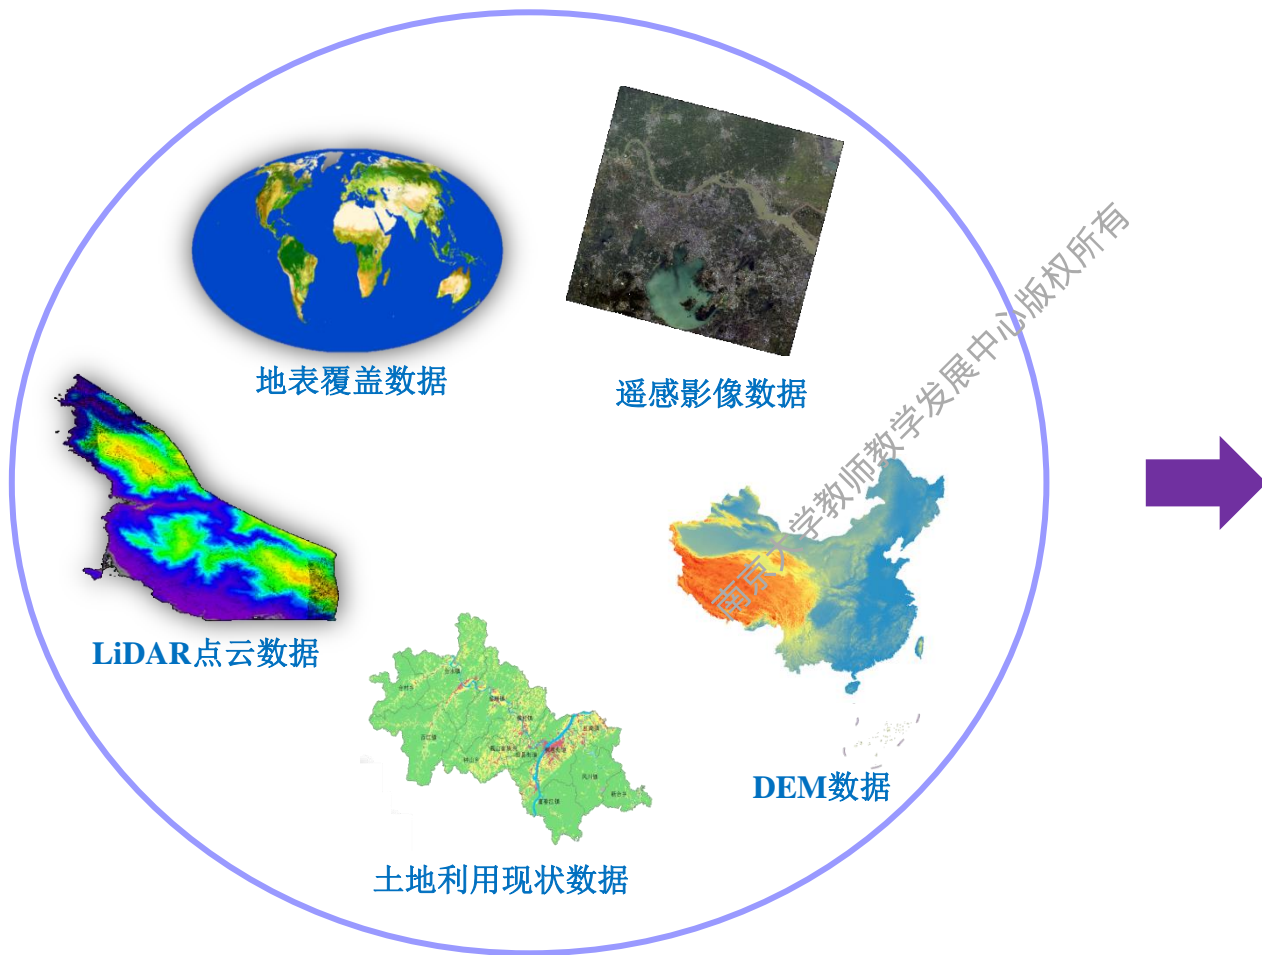 地表覆盖数据
遥感影像数据
LiDAR点云数据
DEM数据
土地利用现状数据
南京大学教师教学发展中心版权所有